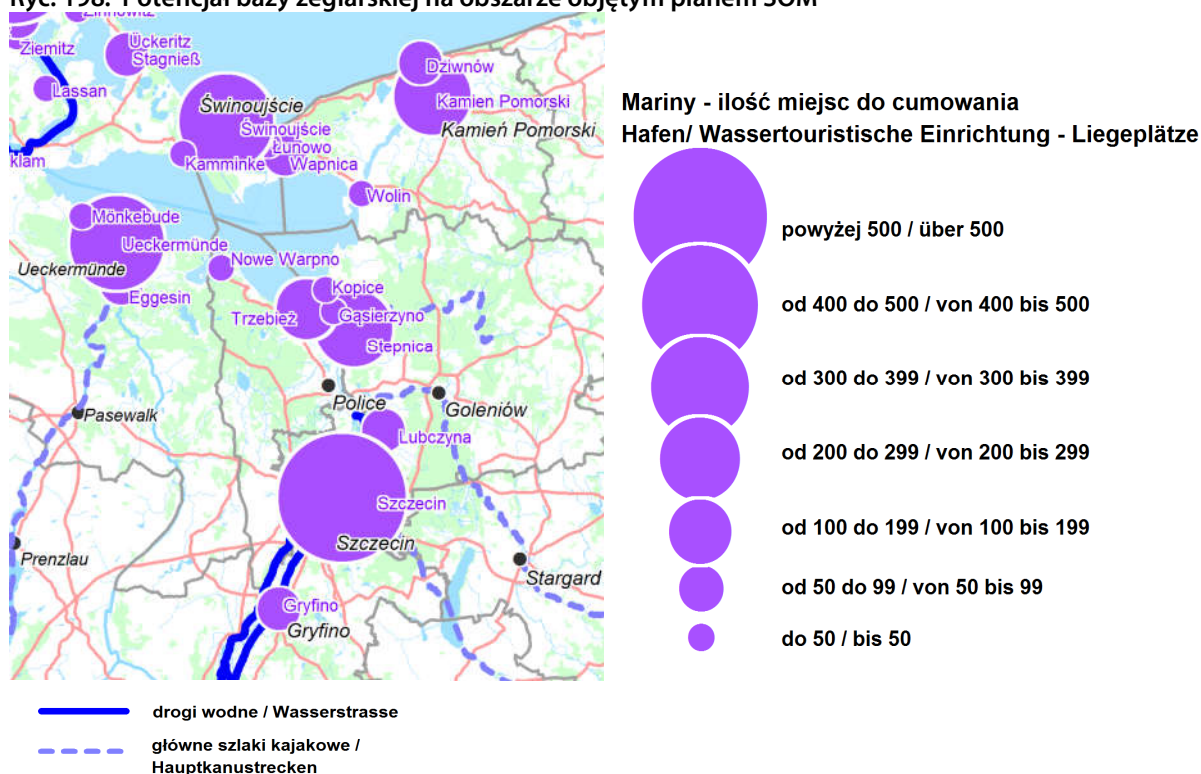 Ryc. 198. Potencjał bazy żeglarskiej na obszarze objętym planem SOM
Zinnowitz
Ziemitz
Ückeritz
Stagnieß
Lassan
klam
Świnoujście
Świnoujście
Łunowo
Wapnica
Kamminke
Dziwnów
Kamien Pomorski
Kamień Pomorski
Wolin
Mönkebude
Ueckermünde
Ueckermünde
Eggesin
Nowe Warpno
Kopice
Gąsierzyno
Trzebież
Stepnica
Police
Goleniów
Pasewalk
Lubczyna
Szczecin
Szczecin
Prenzlau
Stargard
Gryfino
Gryfino
Mariny - ilość miejsc do cumowania
Hafen/ Wassertouristische Einrichtung - Liegeplätze
powyżej 500 / über 500
od 400 do 500 / von 400 bis 500
od 300 do 399 / von 300 bis 399
od 200 do 299 / von 200 bis 299
od 100 do 199 / von 100 bis 199
od 50 do 99 / von 50 bis 99
do 50 / bis 50
drogi wodne / Wasserstrasse
główne szlaki kajakowe /
Hauptkanustrecken